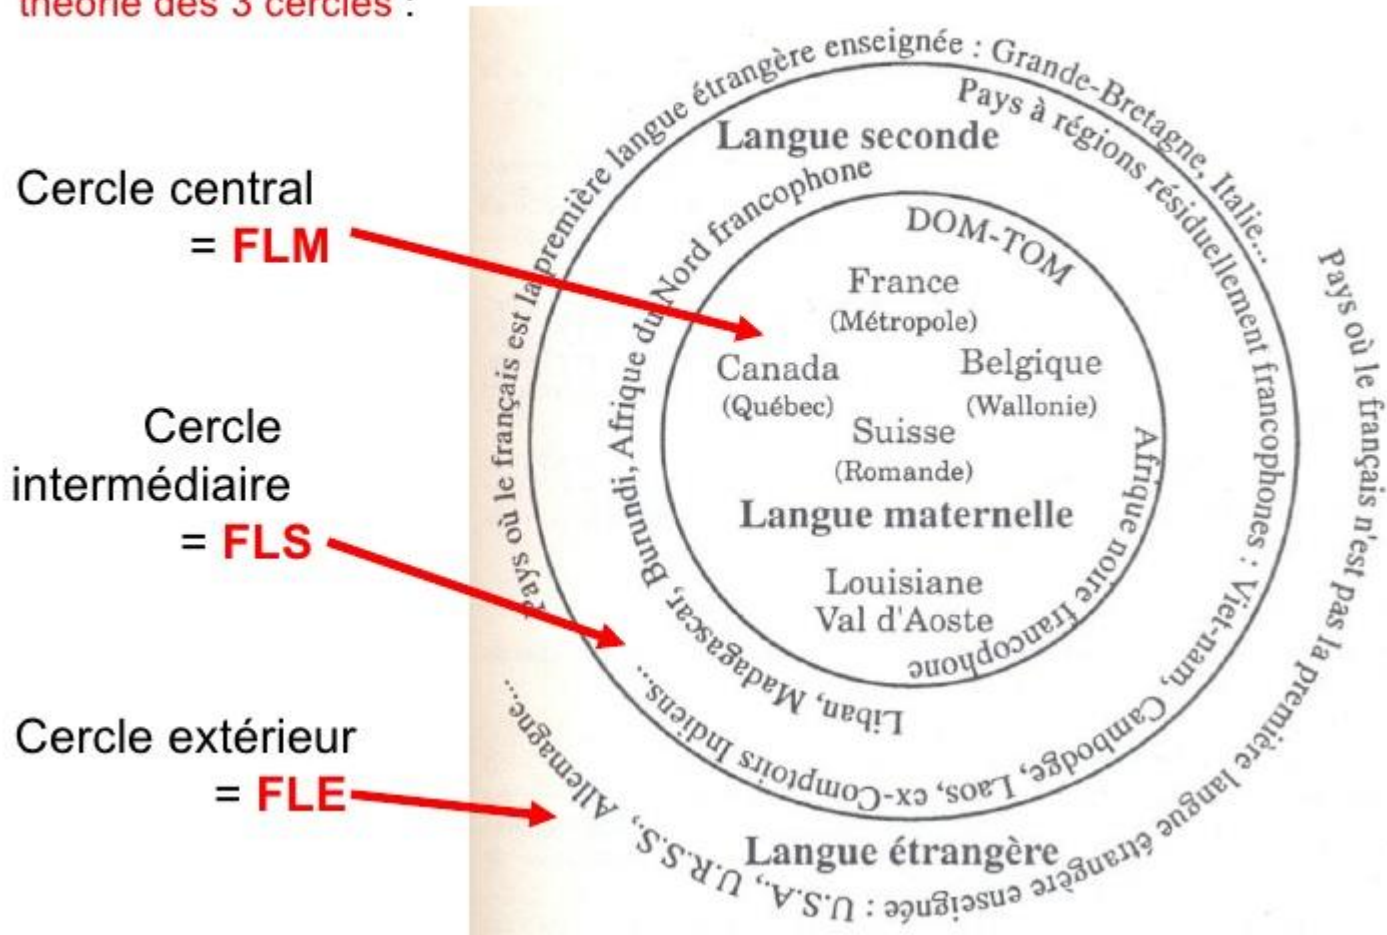 théorie des 3 cercles :
Cercle central
= FLM
Cercle
intermédiaire
= FLS
Cercle extérieur
= FLE
Pays où le français est la première langue étrangère enseignée : Grande-Bretagne, Italie...
Langue seconde
Pays à régions résiduellement francophones : Viet-nam, Cambodge, Laos, ex-Comptoirs Indiens...
Liban, Madagascar, Burundi, Afrique du Nord francophone
DOM-TOM
Afrique noire francophone
France
(Métropole)
Canada
(Québec)
Belgique
(Wallonie)
Suisse
(Romande)
Langue maternelle
Louisiane
Val d'Aoste
Langue étrangère
Pays où le français n'est pas la première langue étrangère enseignée : U.S.A., U.R.S.S., Allemagne...